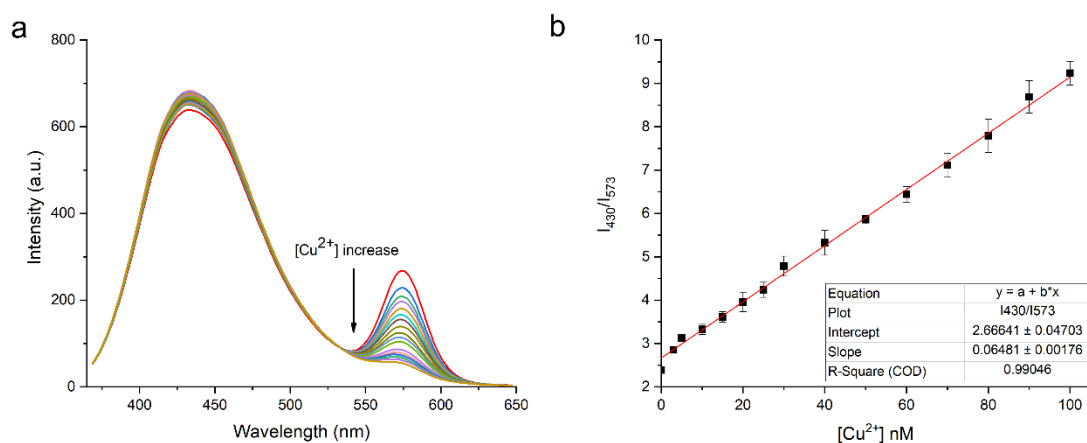 a
800
600
400
200
0
Intensity (a.u.)
[Cu²⁺] increase
400 450 500 550 600 650
Wavelength (nm)
b
10
9
8
7
6
5
4
3
2
I₄₃₀/I₅₇₃
Equation y = a + b*x
Plot I430/I573
Intercept 2.66641 ± 0.04703
Slope 0.06481 ± 0.00176
R-Square (COD) 0.99046
0 20 40 60 80 100
[Cu²⁺] nM